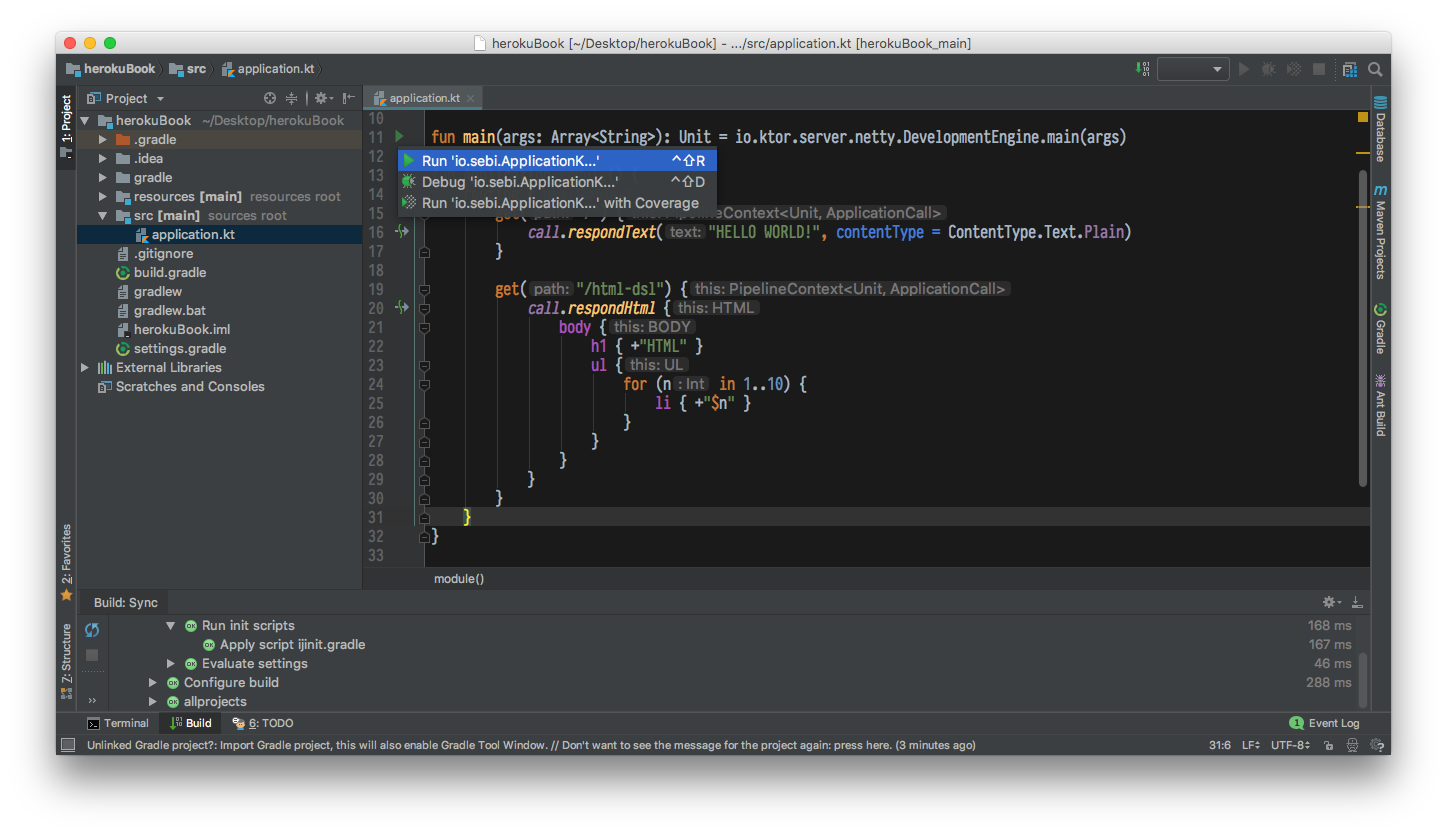 herokuBook [~/Desktop/herokuBook] - .../src/application.kt [herokuBook_main]
herokuBook src application.kt
1: Project
Project
application.kt
herokuBook ~/Desktop/herokuBook
.gradle
.idea
gradle
resources [main] resources root
src [main] sources root
application.kt
.gitignore
build.gradle
gradlew
gradlew.bat
herokuBook.iml
settings.gradle
External Libraries
Scratches and Consoles
10
11 fun main(args: Array<String>): Unit = io.ktor.server.netty.DevelopmentEngine.main(args)
12
Run 'io.sebi.ApplicationK...' ^⇧R
13
Debug 'io.sebi.ApplicationK...' ^⇧D
14
Run 'io.sebi.ApplicationK...' with Coverage
15
16 call.respondText( text: "HELLO WORLD!", contentType = ContentType.Text.Plain)
17 }
18
19 get( path: "/html-dsl") { this: PipelineContext<Unit, ApplicationCall>
20 call.respondHtml { this: HTML
21 body { this: BODY
22 h1 { +"HTML" }
23 ul { this: UL
24 for (n : Int in 1..10) {
25 li { +"$n" }
26 }
27 }
28 }
29 }
30 }
31 }
32 }
33
module()
Database
Maven Projects
Gradle
Ant Build
2: Favorites
Z: Structure
Build: Sync
OK Run init scripts 168 ms
OK Apply script ijinit.gradle 167 ms
OK Evaluate settings 46 ms
OK Configure build 288 ms
OK allprojects
Terminal Build 6: TODO 1 Event Log
Unlinked Gradle project?: Import Gradle project, this will also enable Gradle Tool Window. // Don't want to see the message for the project again: press here. (3 minutes ago) 31:6 LF UTF-8